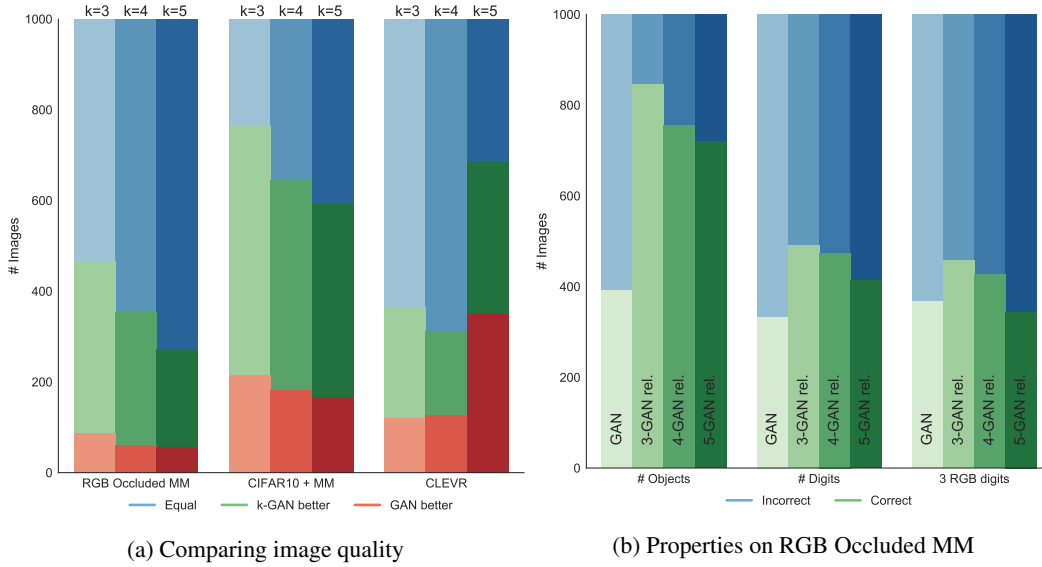 k=3 k=4 k=5 k=3 k=4 k=5 k=3 k=4 k=5
1000
800
600
400
200
0
# Images
RGB Occluded MM CIFAR10 + MM CLEVR
Equal k-GAN better GAN better
(a) Comparing image quality
1000
800
600
400
200
0
# Images
GAN
3-GAN rel.
4-GAN rel.
5-GAN rel.
GAN
3-GAN rel.
4-GAN rel.
5-GAN rel.
GAN
3-GAN rel.
4-GAN rel.
5-GAN rel.
# Objects # Digits 3 RGB digits
Incorrect Correct
(b) Properties on RGB Occluded MM